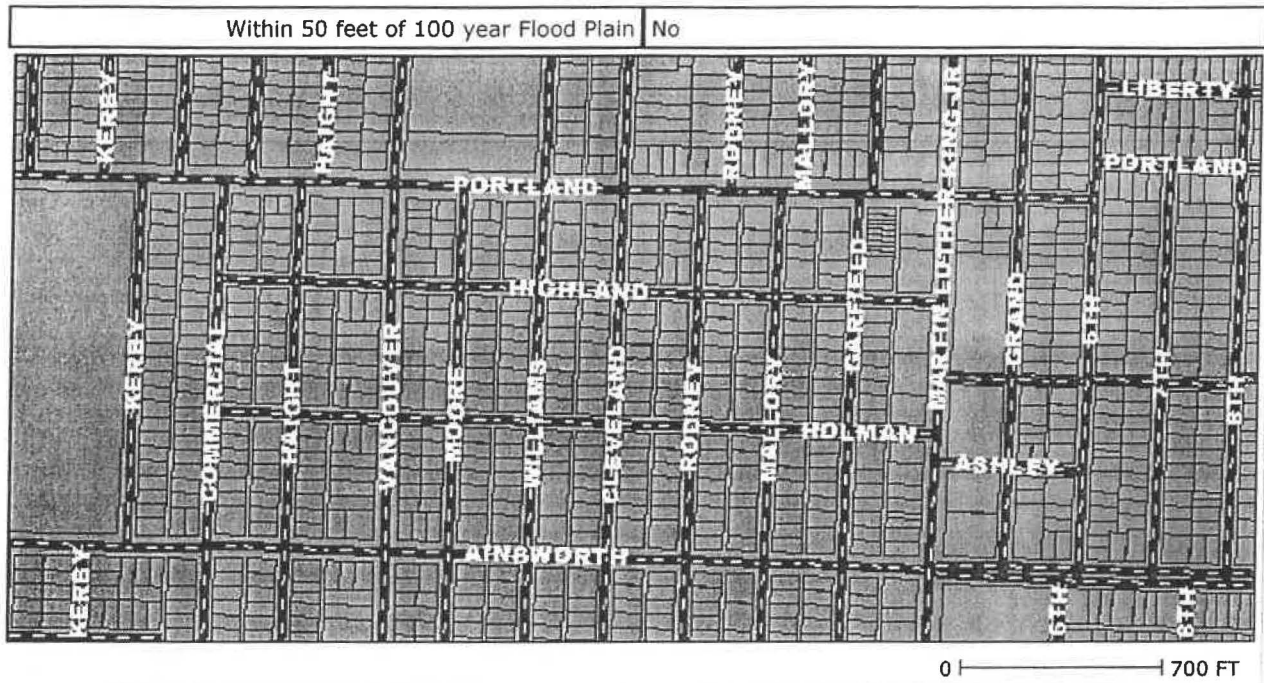 Within 50 feet of 100 year Flood Plain No
KERBY
HAIGHT
RODNEY
MALLORY
MARTIN LUTHER KING JR
LIBERTY
PORTLAND
PORTLAND
HIGHLAND
KERBY
COMMERCIAL
HAIGHT
VANCOUVER
MOORE
WILLIAMS
CLEVELAND
RODNEY
MALLORY
GARFIELD
GRAND
6TH
7TH
8TH
HOLMAN
ASHLEY
AINSWORTH
KERBY
6TH
8TH
0 700 FT